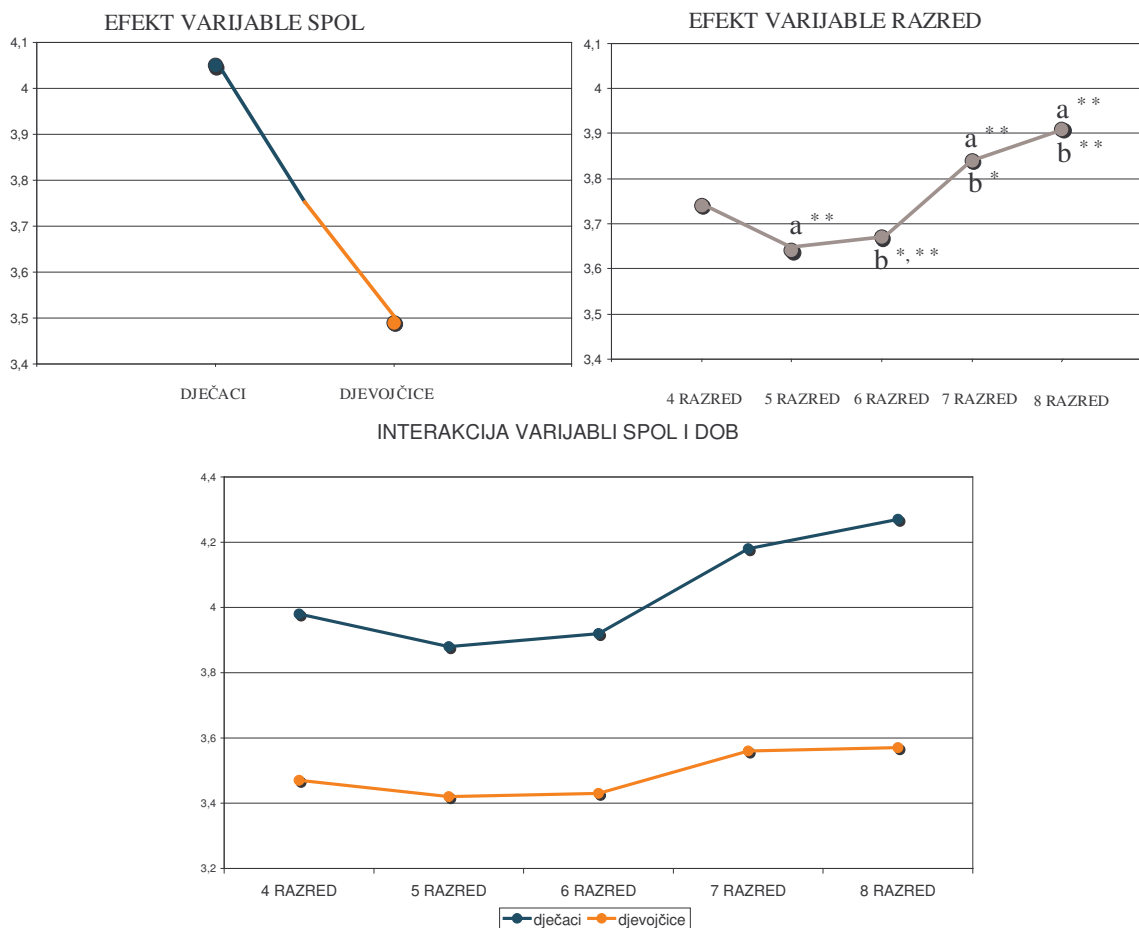 EFEKT VARIJABLE SPOL
4,1
4
3,9
3,8
3,7
3,6
3,5
3,4
DJEČACI DJEVOJČICE
EFEKT VARIJABLE RAZRED
4,1
4
3,9
3,8
3,7
3,6
3,5
3,4
a **
b *,**
a **
b *
a **
b **
4 RAZRED 5 RAZRED 6 RAZRED 7 RAZRED 8 RAZRED
INTERAKCIJA VARIJABLI SPOL I DOB
4,4
4,2
4
3,8
3,6
3,4
3,2
4 RAZRED 5 RAZRED 6 RAZRED 7 RAZRED 8 RAZRED
dječaci djevojčice